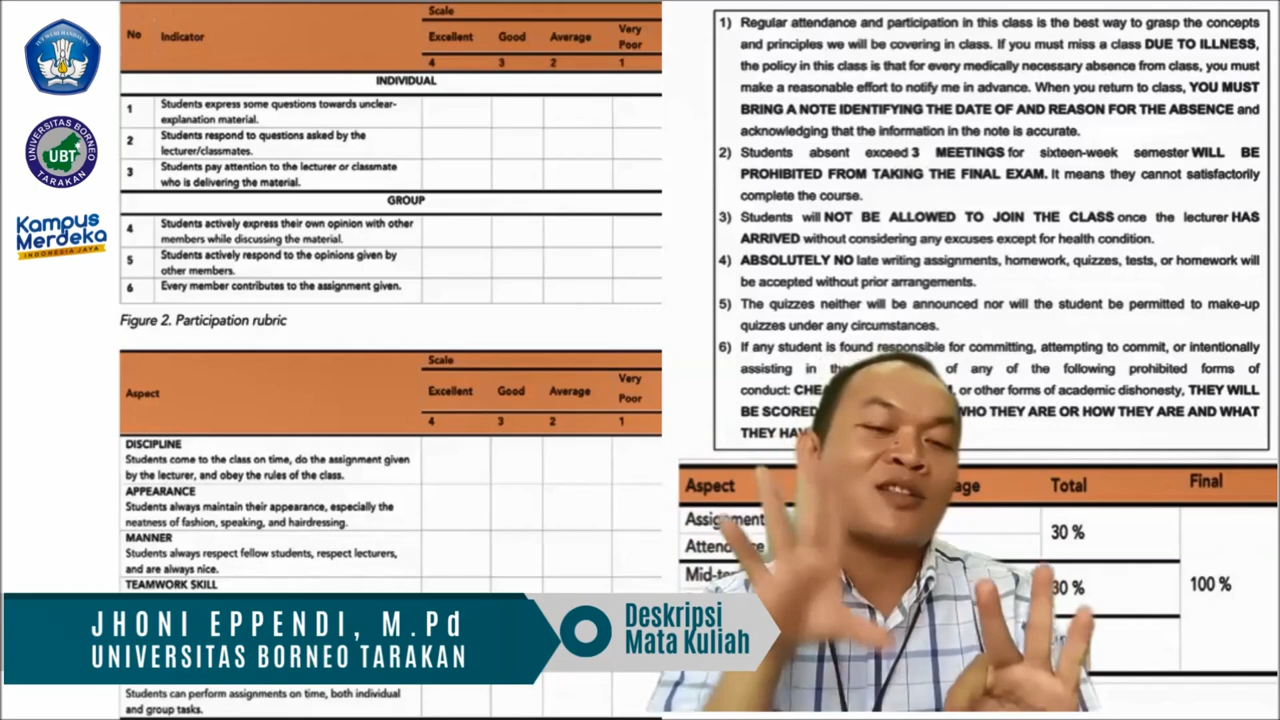 TUT WURI HANDAYANI
UNIVERSITAS BORNEO
UBT
TARAKAN
Kampus
Merdeka
INDONESIA JAYA
No
Indicator
Scale
Excellent
Good
Average
Very
Poor
4
3
2
1
INDIVIDUAL
1
Students express some questions towards unclear-
explanation material.
2
Students respond to questions asked by the
lecturer/classmates.
3
Students pay attention to the lecturer or classmate
who is delivering the material.
GROUP
4
Students actively express their own opinion with other
members while discussing the material.
5
Students actively respond to the opinions given by
other members.
6
Every member contributes to the assignment given.
Figure 2. Participation rubric
Aspect
Scale
Excellent
Good
Average
Very
Poor
4
3
2
1
DISCIPLINE
Students come to the class on time, do the assignment given
by the lecturer, and obey the rules of the class.
APPEARANCE
Students always maintain their appearance, especially the
neatness of fashion, speaking, and hairdressing.
MANNER
Students always respect fellow students, respect lecturers,
and are always nice.
TEAMWORK SKILL
JHONI EPPENDI, M.Pd
UNIVERSITAS BORNEO TARAKAN
Deskripsi
Mata Kuliah
Students can perform assignments on time, both individual
and group tasks.
1) Regular attendance and participation in this class is the best way to grasp the concepts
and principles we will be covering in class. If you must miss a class DUE TO ILLNESS,
the policy in this class is that for every medically necessary absence from class, you must
make a reasonable effort to notify me in advance. When you return to class, YOU MUST
BRING A NOTE IDENTIFYING THE DATE OF AND REASON FOR THE ABSENCE and
acknowledging that the information in the note is accurate.
2) Students absent exceed 3 MEETINGS for sixteen-week semester WILL BE
PROHIBITED FROM TAKING THE FINAL EXAM. It means they cannot satisfactorily
complete the course.
3) Students will NOT BE ALLOWED TO JOIN THE CLASS once the lecturer HAS
ARRIVED without considering any excuses except for health condition.
4) ABSOLUTELY NO late writing assignments, homework, quizzes, tests, or homework will
be accepted without prior arrangements.
5) The quizzes neither will be announced nor will the student be permitted to make-up
quizzes under any circumstances.
6) If any student is found responsible for committing, attempting to commit, or intentionally
assisting in of any of the following prohibited forms of
conduct: or other forms of academic dishonesty, THEY WILL
BE SCORED WHO THEY ARE OR HOW THEY ARE AND WHAT
THEY
Aspect
Total
Final
30 %
30 %
100 %